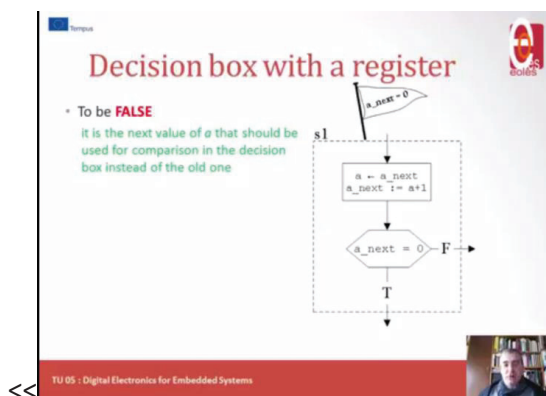 Tempus
Decision box with a register
eoles
• To be FALSE
it is the next value of a that should be
used for comparison in the decision
box instead of the old one
a_next = 0
s1
a ← a_next
a_next := a+1
a_next = 0
F
T
TU 05 : Digital Electronics for Embedded Systems
<<